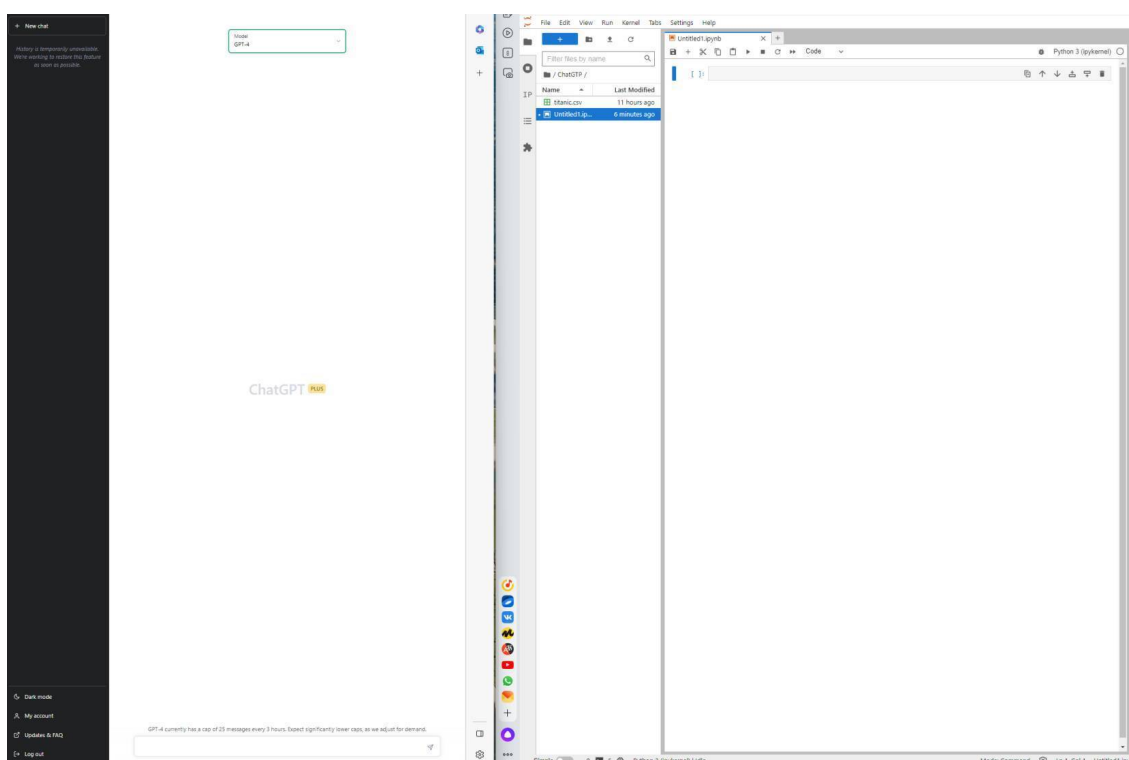 + New chat
History is temporarily unavailable.
We're working to restore this feature
as soon as possible.
Dark mode
My account
Updates & FAQ
Log out
Model
GPT-4
ChatGPT PLUS
GPT-4 currently has a cap of 25 messages every 3 hours. Expect significantly lower caps, as we adjust for demand.
File Edit View Run Kernel Tabs Settings Help
Filter files by name
/ ChatGTP /
Name Last Modified
titanic.csv 11 hours ago
Untitled1.ip... 6 minutes ago
Untitled1.ipynb
Code
Python 3 (ipykernel)
[ ]: